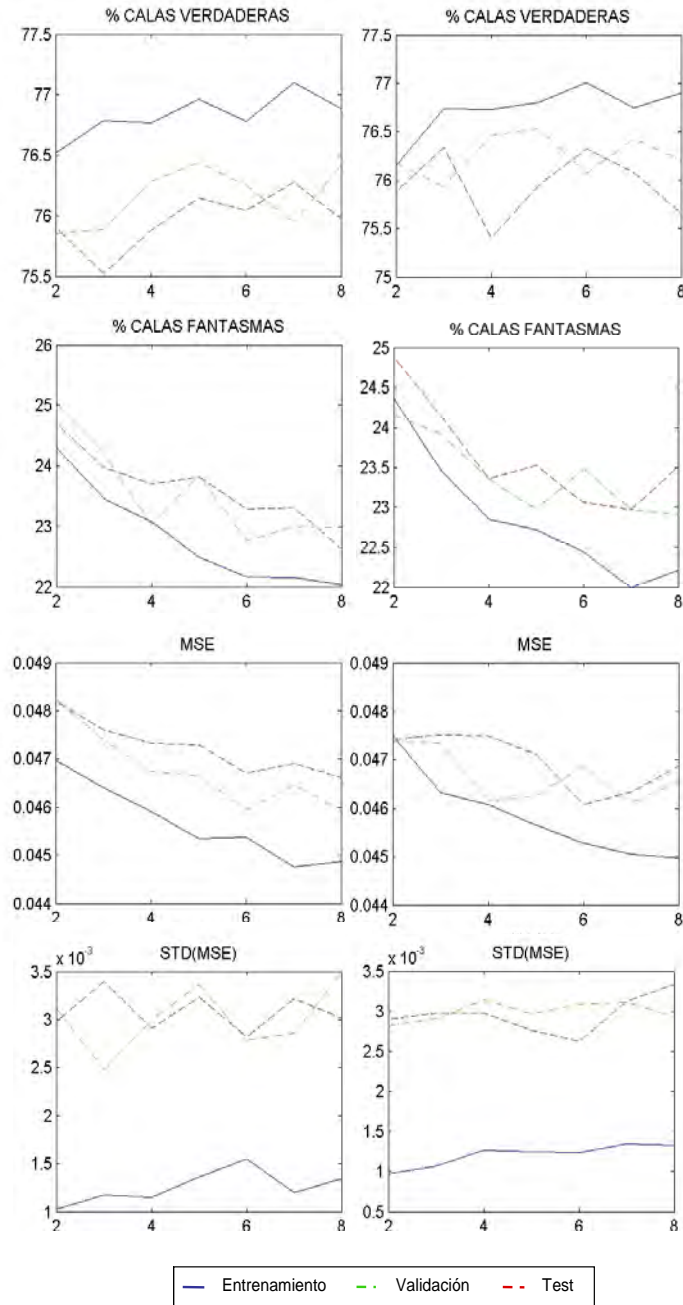 % CALAS VERDADERAS
77.5
77
76.5
76
75.5
2 4 6 8
% CALAS VERDADERAS
77.5
77
76.5
76
75.5
75
2 4 6 8
% CALAS FANTASMAS
26
25
24
23
22
2 4 6 8
% CALAS FANTASMAS
25
24.5
24
23.5
23
22.5
22
2 4 6 8
MSE
0.049
0.048
0.047
0.046
0.045
0.044
2 4 6 8
MSE
0.049
0.048
0.047
0.046
0.045
0.044
2 4 6 8
x 10⁻³
STD(MSE)
3.5
3
2.5
2
1.5
1
2 4 6 8
x 10⁻³
STD(MSE)
3.5
3
2.5
2
1.5
1
0.5
2 4 6 8
Entrenamiento Validación Test